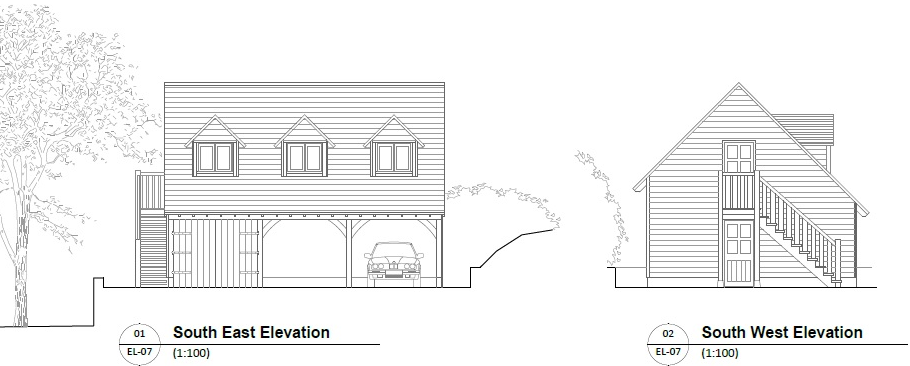 01 South East Elevation
EL-07 (1:100)
02 South West Elevation
EL-07 (1:100)